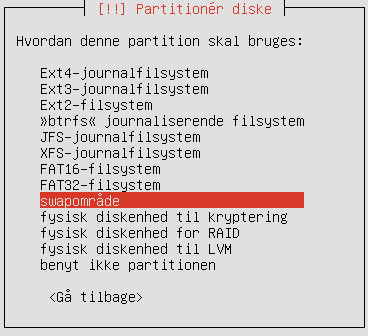 [!!] Partitionér diske
Hvordan denne partition skal bruges:
Ext4-journalfilsystem
Ext3-journalfilsystem
Ext2-filsystem
»btrfs« journaliserende filsystem
JFS-journalfilsystem
XFS-journalfilsystem
FAT16-filsystem
FAT32-filsystem
swapområde
fysisk diskenhed til kryptering
fysisk diskenhed for RAID
fysisk diskenhed til LVM
benyt ikke partitionen
<Gå tilbage>